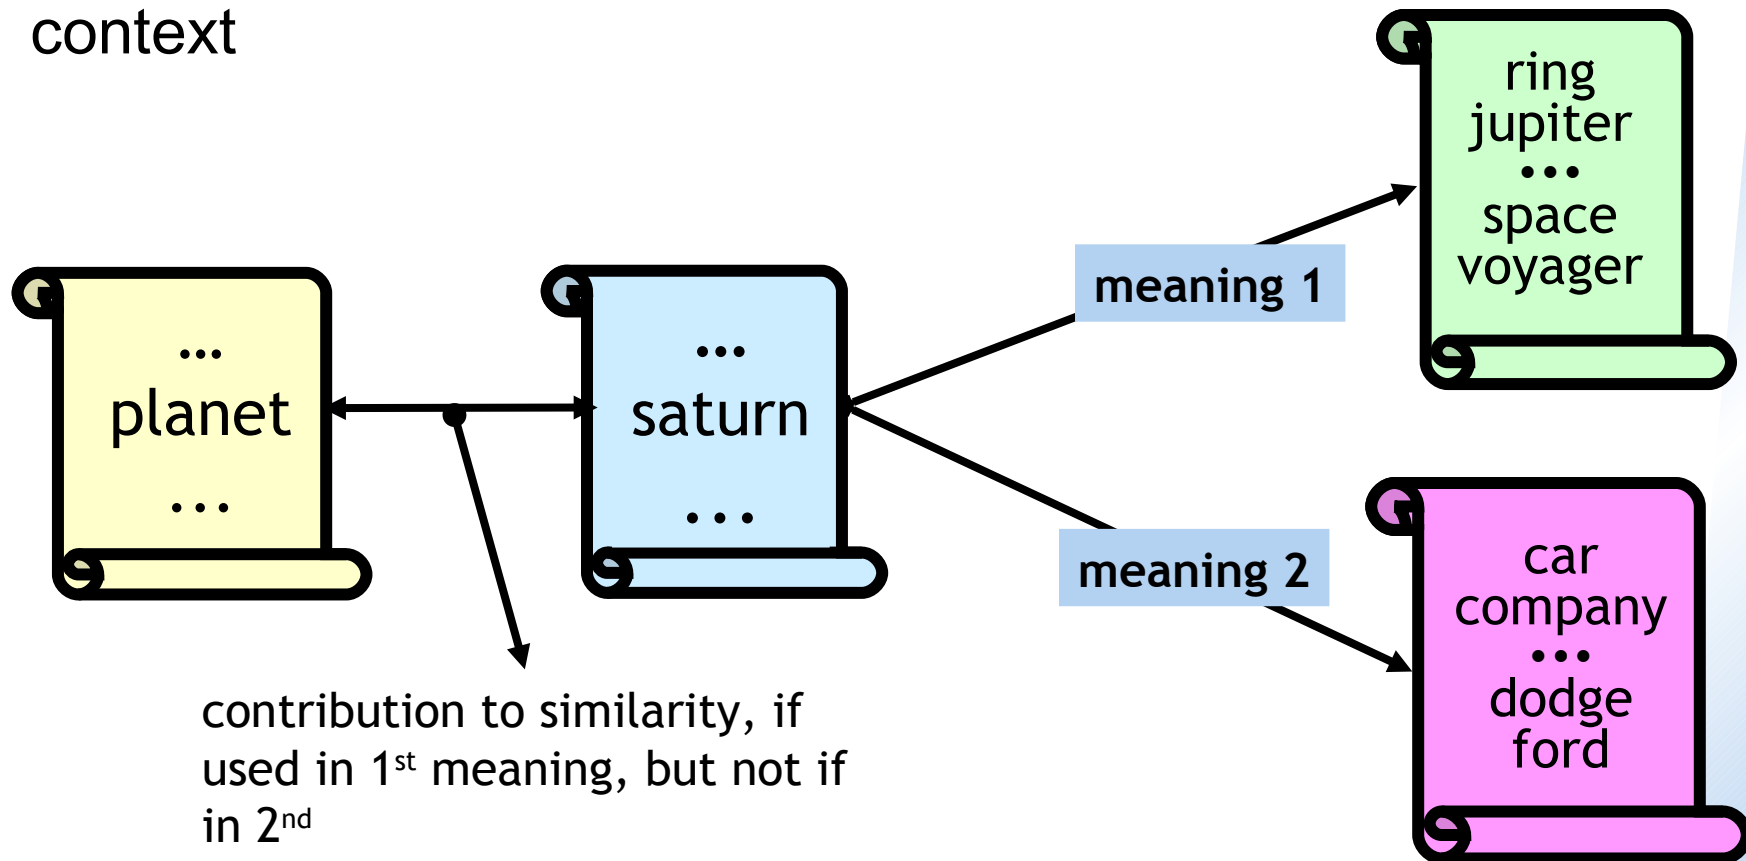 context
ring
jupiter
•••
space
voyager
meaning 1
...
planet
...
...
saturn
...
meaning 2
car
company
•••
dodge
ford
contribution to similarity, if
used in 1st meaning, but not if
in 2nd